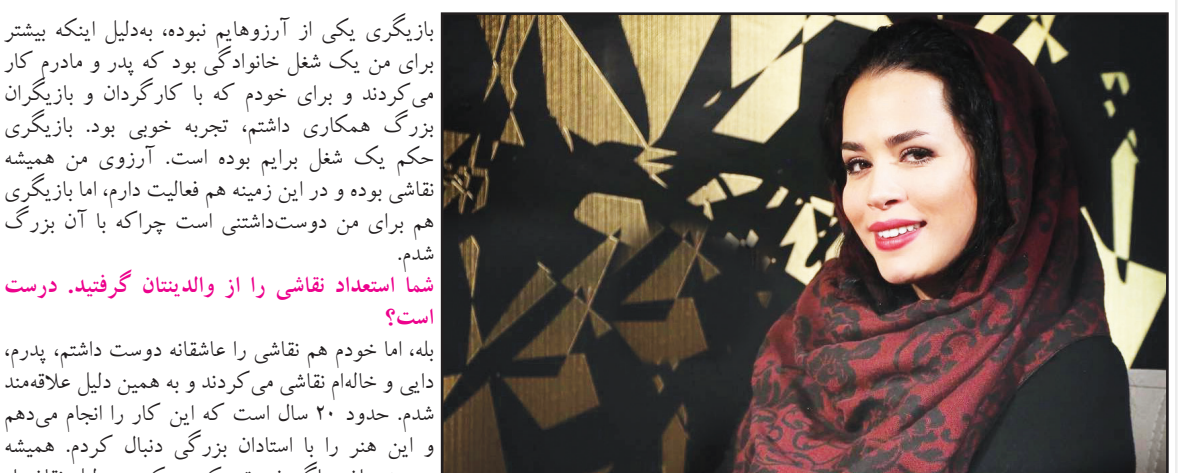 بازیگری یکی از آرزوهایم نبوده، به‌دلیل اینکه بیشتر
برای من یک شغل خانوادگی بود که پدر و مادرم کار
می‌کردند و برای خودم که با کارگردان و بازیگران
بزرگ همکاری داشتم، تجربه خوبی بود. بازیگری
حکم یک شغل برایم بوده است. آرزوی من همیشه
نقاشی بوده و در این زمینه هم فعالیت دارم، اما بازیگری
هم برای من دوست‌داشتنی است چراکه با آن بزرگ
شدم.
شما استعداد نقاشی را از والدینتان گرفتید. درست
است؟
بله، اما خودم هم نقاشی را عاشقانه دوست داشتم، پدرم،
دایی و خاله‌ام نقاشی می‌کردند و به همین دلیل علاقه‌مند
شدم. حدود ۲۰ سال است که این کار را انجام می‌دهم
و این هنر را با استادان بزرگی دنبال کردم. همیشه